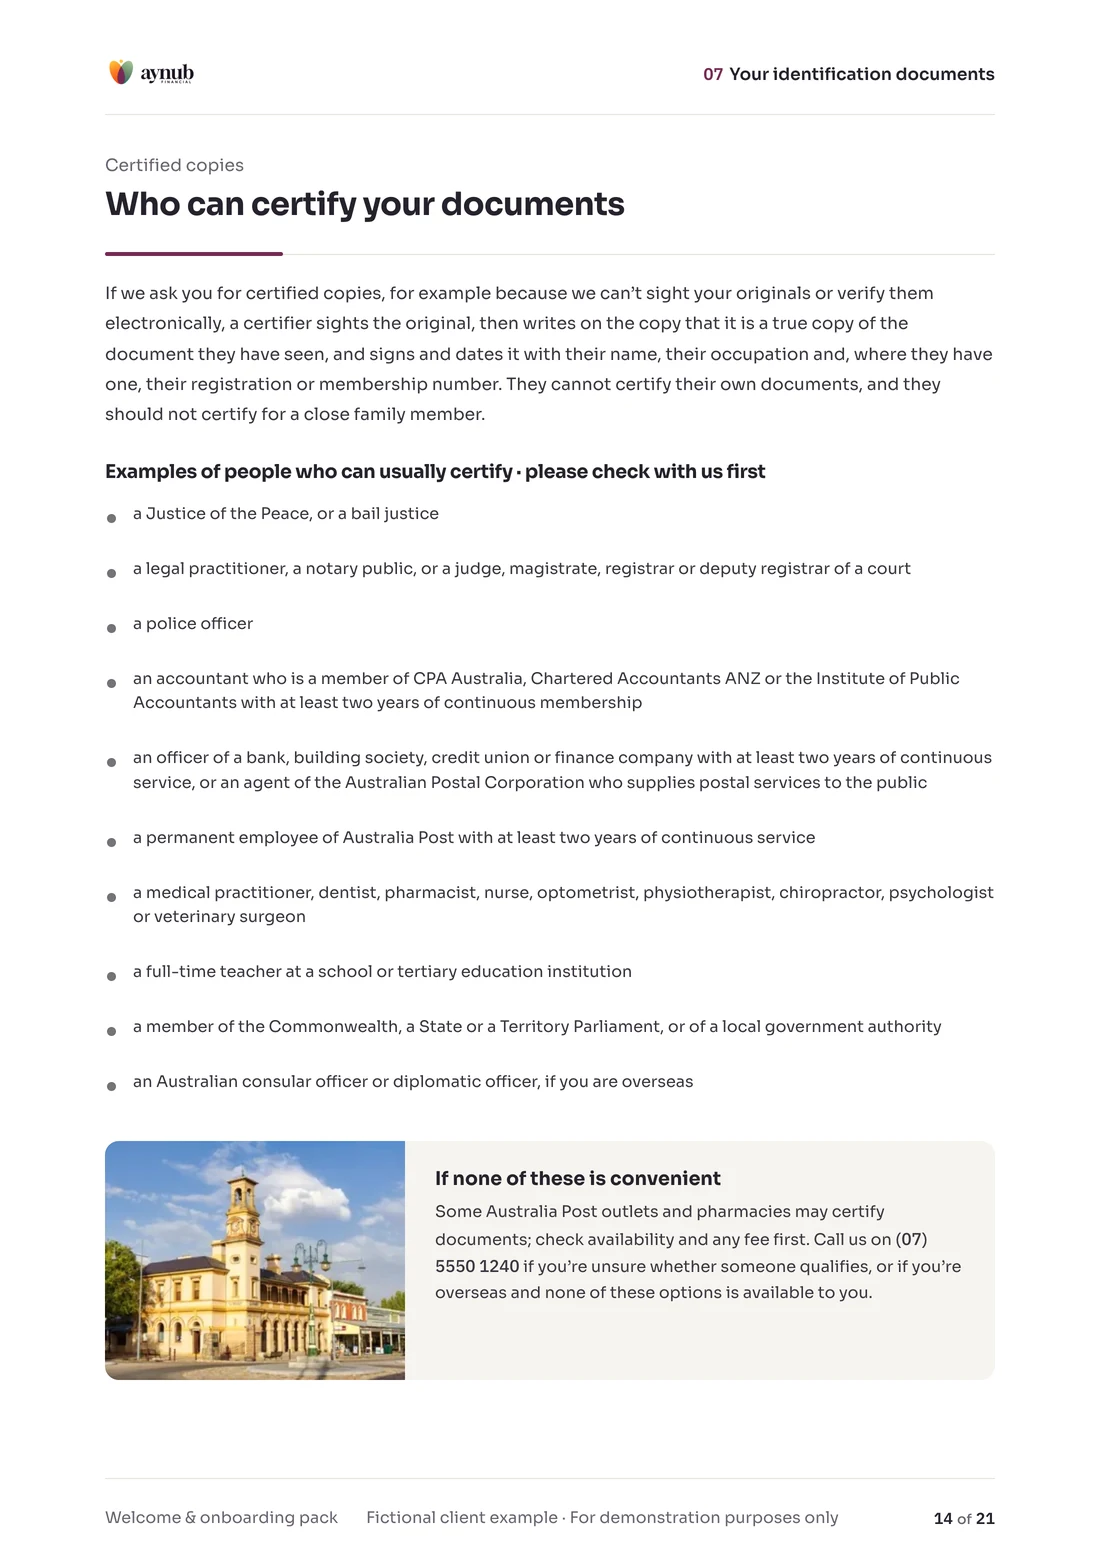 aynub
FINANCIAL
07 Your identification documents
Certified copies
Who can certify your documents
If we ask you for certified copies, for example because we can’t sight your originals or verify them
electronically, a certifier sights the original, then writes on the copy that it is a true copy of the
document they have seen, and signs and dates it with their name, their occupation and, where they have
one, their registration or membership number. They cannot certify their own documents, and they
should not certify for a close family member.
Examples of people who can usually certify · please check with us first
a Justice of the Peace, or a bail justice
a legal practitioner, a notary public, or a judge, magistrate, registrar or deputy registrar of a court
a police officer
an accountant who is a member of CPA Australia, Chartered Accountants ANZ or the Institute of Public
Accountants with at least two years of continuous membership
an officer of a bank, building society, credit union or finance company with at least two years of continuous
service, or an agent of the Australian Postal Corporation who supplies postal services to the public
a permanent employee of Australia Post with at least two years of continuous service
a medical practitioner, dentist, pharmacist, nurse, optometrist, physiotherapist, chiropractor, psychologist
or veterinary surgeon
a full-time teacher at a school or tertiary education institution
a member of the Commonwealth, a State or a Territory Parliament, or of a local government authority
an Australian consular officer or diplomatic officer, if you are overseas
If none of these is convenient
Some Australia Post outlets and pharmacies may certify
documents; check availability and any fee first. Call us on (07)
5550 1240 if you’re unsure whether someone qualifies, or if you’re
overseas and none of these options is available to you.
Welcome & onboarding pack Fictional client example · For demonstration purposes only 14 of 21